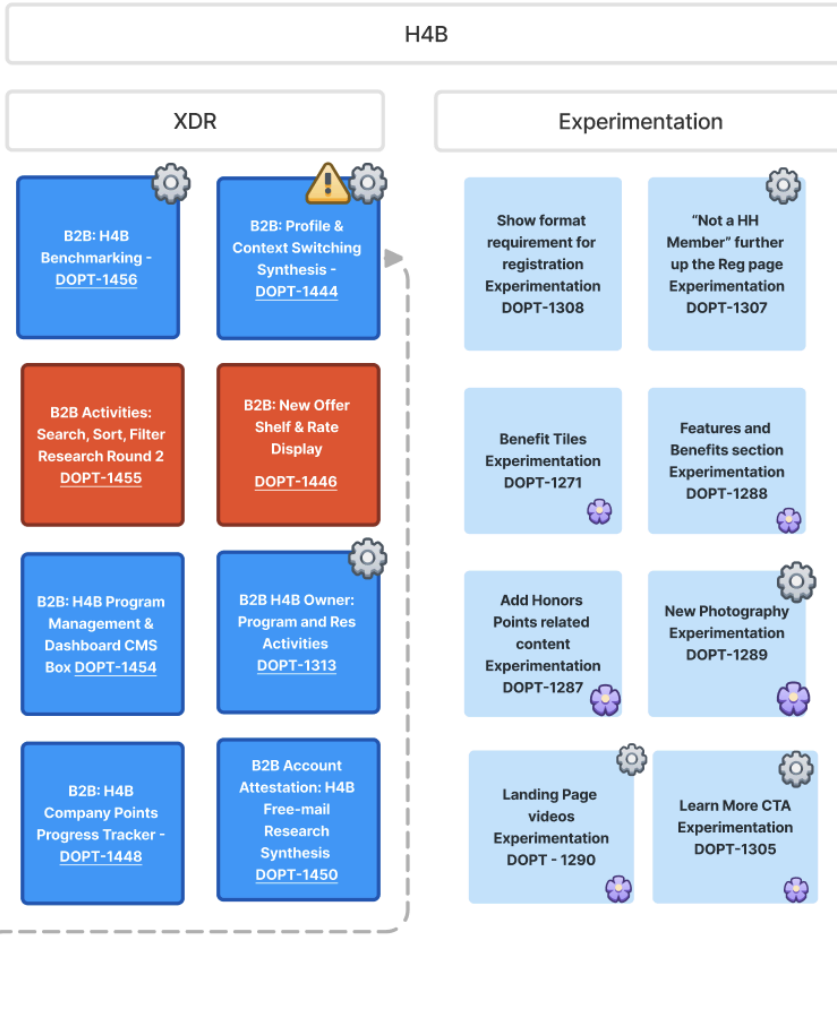 H4B
XDR
Experimentation
B2B: H4B
Benchmarking -
DOPT-1456
B2B: Profile &
Context Switching
Synthesis -
DOPT-1444
Show format
requirement for
registration
Experimentation
DOPT-1308
“Not a HH
Member” further
up the Reg page
Experimentation
DOPT-1307
B2B Activities:
Search, Sort, Filter
Research Round 2
DOPT-1455
B2B: New Offer
Shelf & Rate
Display
DOPT-1446
Benefit Tiles
Experimentation
DOPT-1271
Features and
Benefits section
Experimentation
DOPT-1288
B2B: H4B Program
Management &
Dashboard CMS
Box DOPT-1454
B2B H4B Owner:
Program and Res
Activities
DOPT-1313
Add Honors
Points related
content
Experimentation
DOPT-1287
New Photography
Experimentation
DOPT-1289
B2B: H4B
Company Points
Progress Tracker -
DOPT-1448
B2B Account
Attestation: H4B
Free-mail
Research
Synthesis
DOPT-1450
Landing Page
videos
Experimentation
DOPT - 1290
Learn More CTA
Experimentation
DOPT-1305